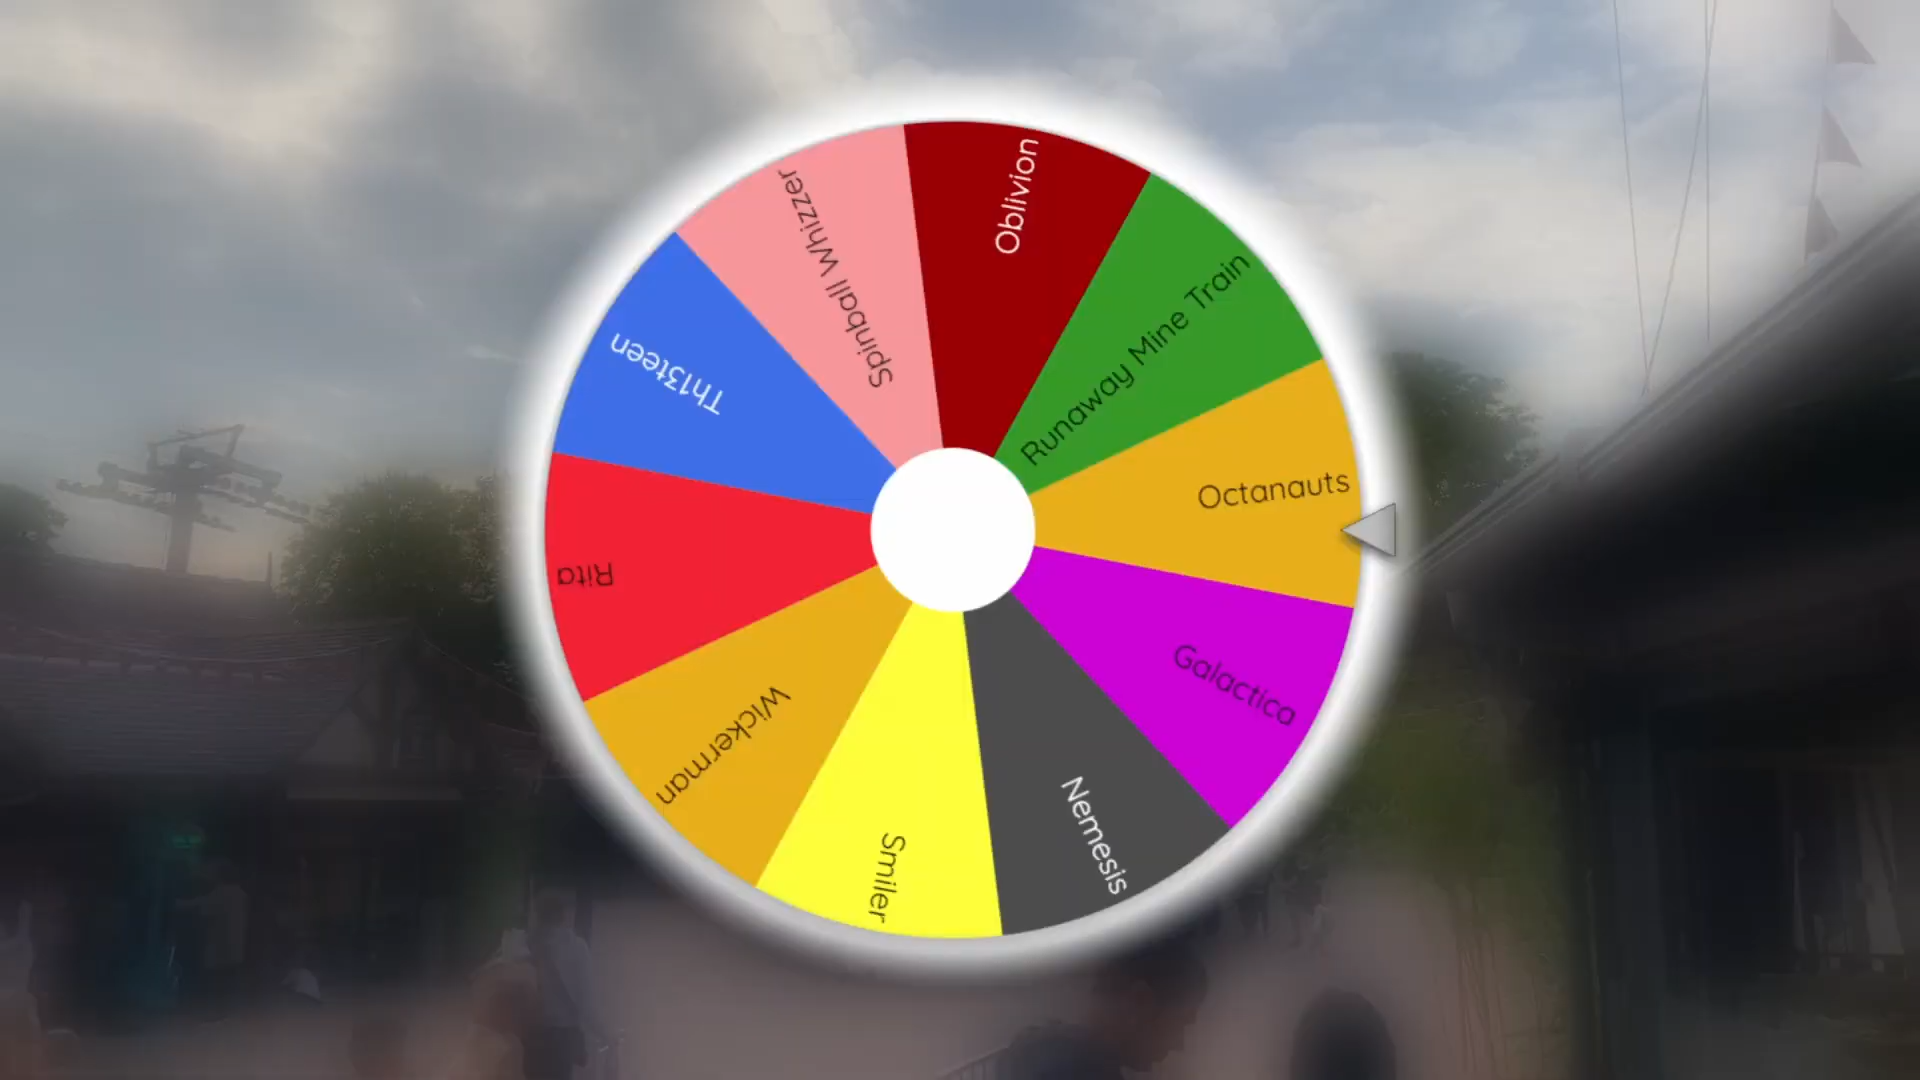 Oblivion
Runaway Mine Train
Octanauts
Galactica
Nemesis
Smiler
Wickerman
Rita
Th13teen
Spinball Whizzer